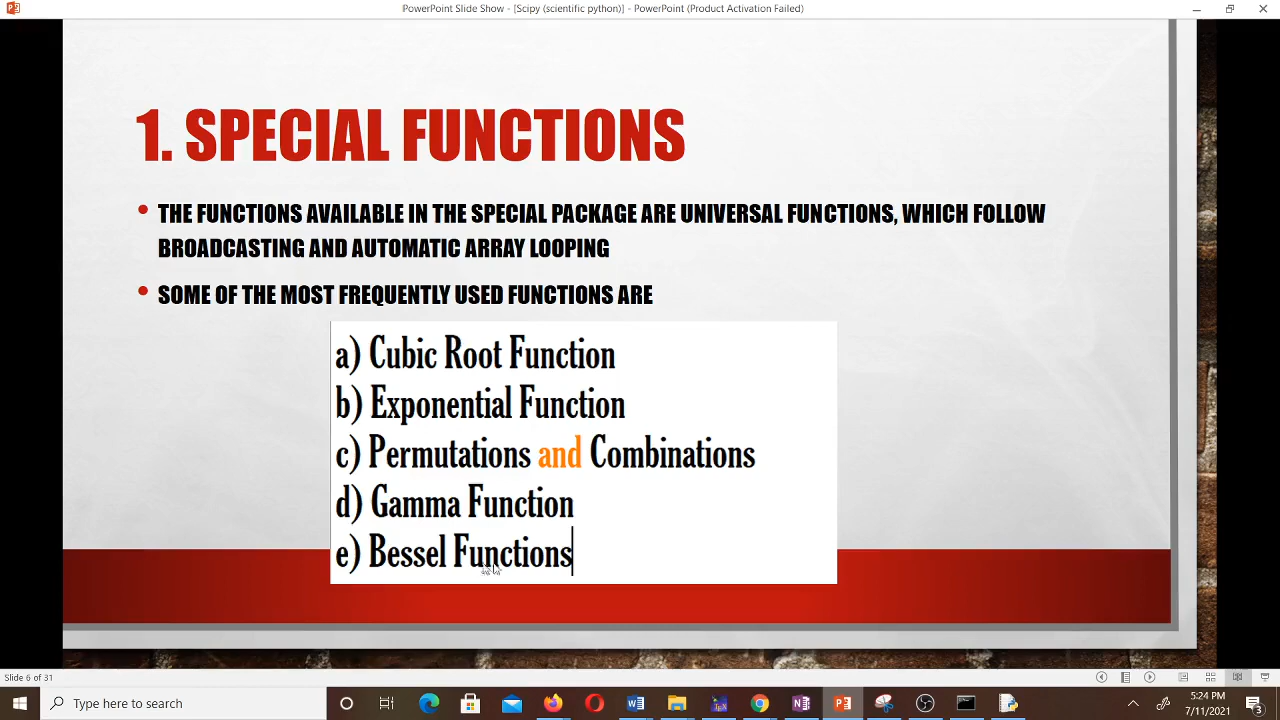 PowerPoint Slide Show - [Scipy (scientific python)] - PowerPoint (Product Activation Failed)
1. SPECIAL FUNCTIONS
• THE FUNCTIONS AVAILABLE IN THE SPECIAL PACKAGE ARE UNIVERSAL FUNCTIONS, WHICH FOLLOW
BROADCASTING AND AUTOMATIC ARRAY LOOPING
• SOME OF THE MOST FREQUENTLY USED FUNCTIONS ARE
a) Cubic Root Function
b) Exponential Function
c) Permutations and Combinations
d) Gamma Function
e) Bessel Functions
Slide 6 of 31
Type here to search
5:24 PM
7/11/2021